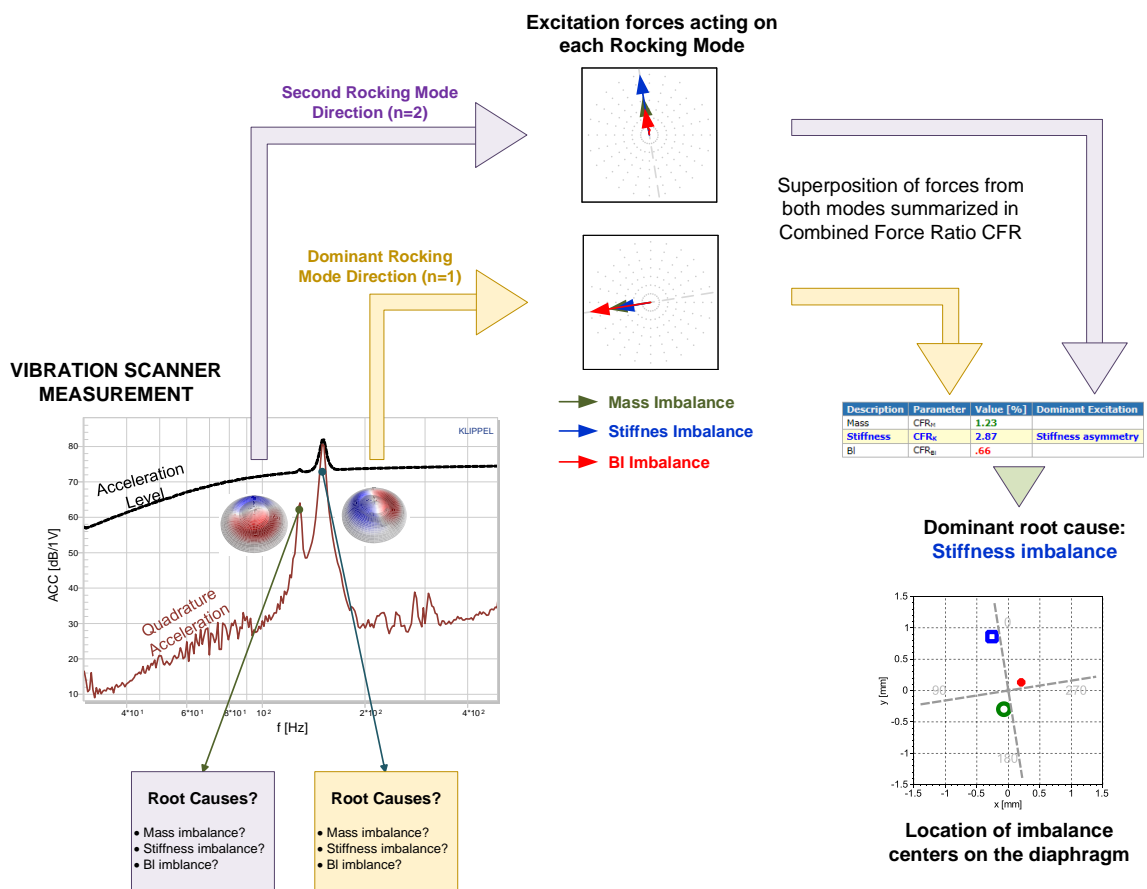 Excitation forces acting on
each Rocking Mode
Second Rocking Mode
Direction (n=2)
Superposition of forces from
both modes summarized in
Combined Force Ratio CFR
Dominant Rocking
Mode Direction (n=1)
VIBRATION SCANNER
MEASUREMENT
Mass Imbalance
Stiffnes Imbalance
Bl Imbalance
Description Parameter Value [%] Dominant Excitation
Mass CFRM 1.23
Stiffness CFRK 2.87 Stiffness asymmetry
Bl CFRBl .66
Dominant root cause:
Stiffness imbalance
KLIPPEL
80
70
60
50
40
30
20
10
ACC [dB/1V]
Acceleration
Level
Quadrature
Acceleration
4*10¹ 6*10¹ 8*10¹ 10² 2*10² 4*10²
f [Hz]
1.5
1
0.5
0
-0.5
-1
-1.5
y [mm]
0
90
270
180
-1.5 -1 -0.5 0 0.5 1 1.5
x [mm]
Location of imbalance
centers on the diaphragm
Root Causes?
• Mass imbalance?
• Stiffness imbalance?
• Bl imblance?
Root Causes?
• Mass imbalance?
• Stiffness imbalance?
• Bl imblance?